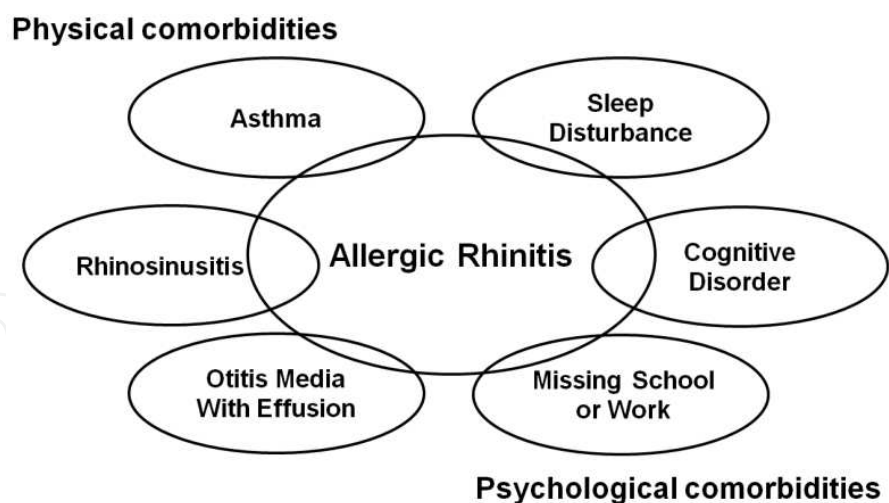 Physical comorbidities
Asthma
Sleep
Disturbance
Rhinosinusitis
Allergic Rhinitis
Cognitive
Disorder
Otitis Media
With Effusion
Missing School
or Work
Psychological comorbidities